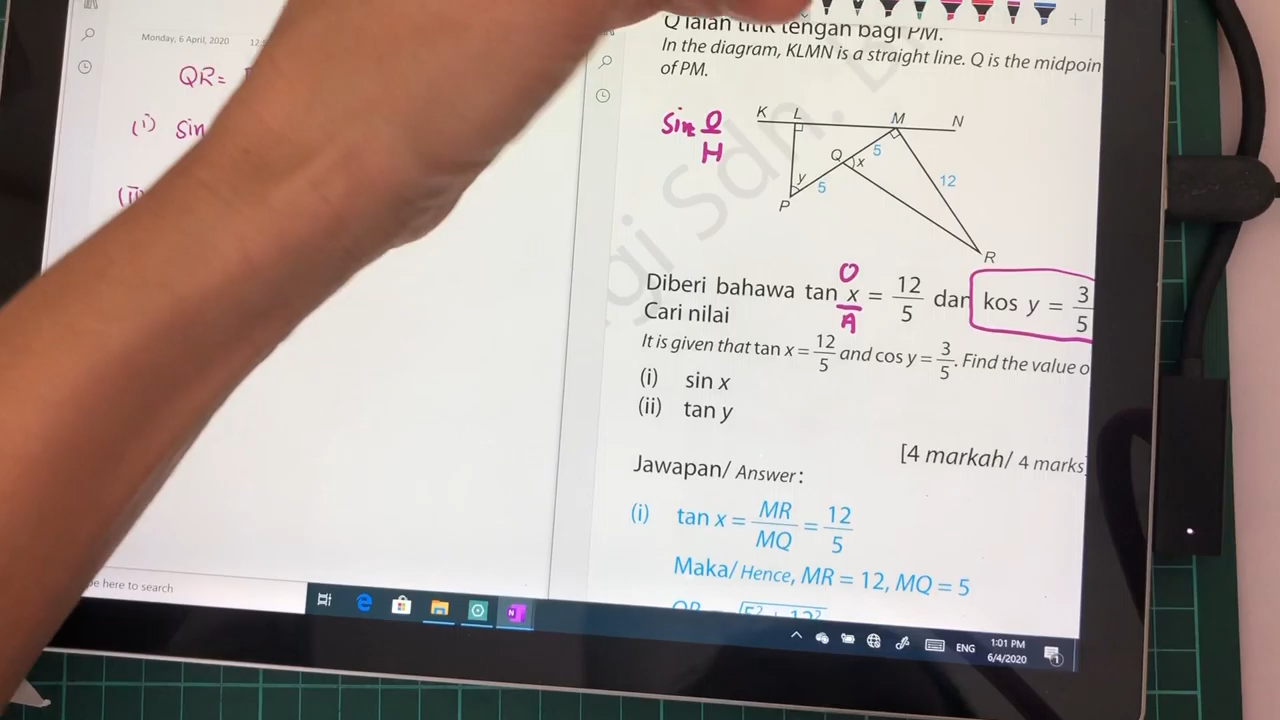 Monday, 6 April, 2020
QR=
(i) Sin
(ii)
Q ialah titik tengah bagi PM.
In the diagram, KLMN is a straight line. Q is the midpoin
of PM.
Sin O
H
K L M N
Q x 5
y 5 12
P
R
O
Diberi bahawa tan x = 12/5 dan kos y = 3/5
A
Cari nilai
It is given that tan x = 12/5 and cos y = 3/5. Find the value o
(i) sin x
(ii) tan y
[4 markah/ 4 marks]
Jawapan/ Answer:
(i) tan x = MR/MQ = 12/5
Maka/ Hence, MR = 12, MQ = 5
pe here to search
ENG
1:01 PM
6/4/2020
1